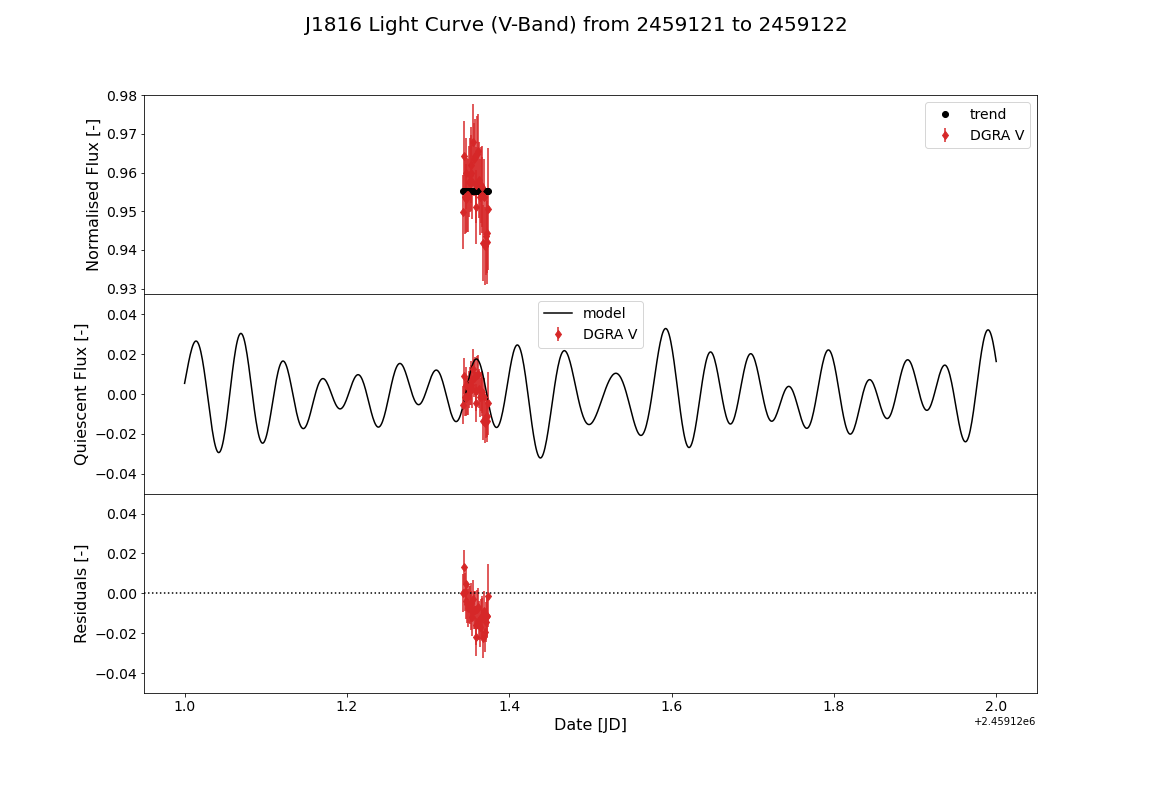 J1816 Light Curve (V-Band) from 2459121 to 2459122
0.98
0.97
0.96
0.95
0.94
0.93
Normalised Flux [-]
trend
DGRA V
0.04
0.02
0.00
−0.02
−0.04
Quiescent Flux [-]
model
DGRA V
0.04
0.02
0.00
−0.02
−0.04
Residuals [-]
1.0 1.2 1.4 1.6 1.8 2.0
Date [JD]
+2.45912e6